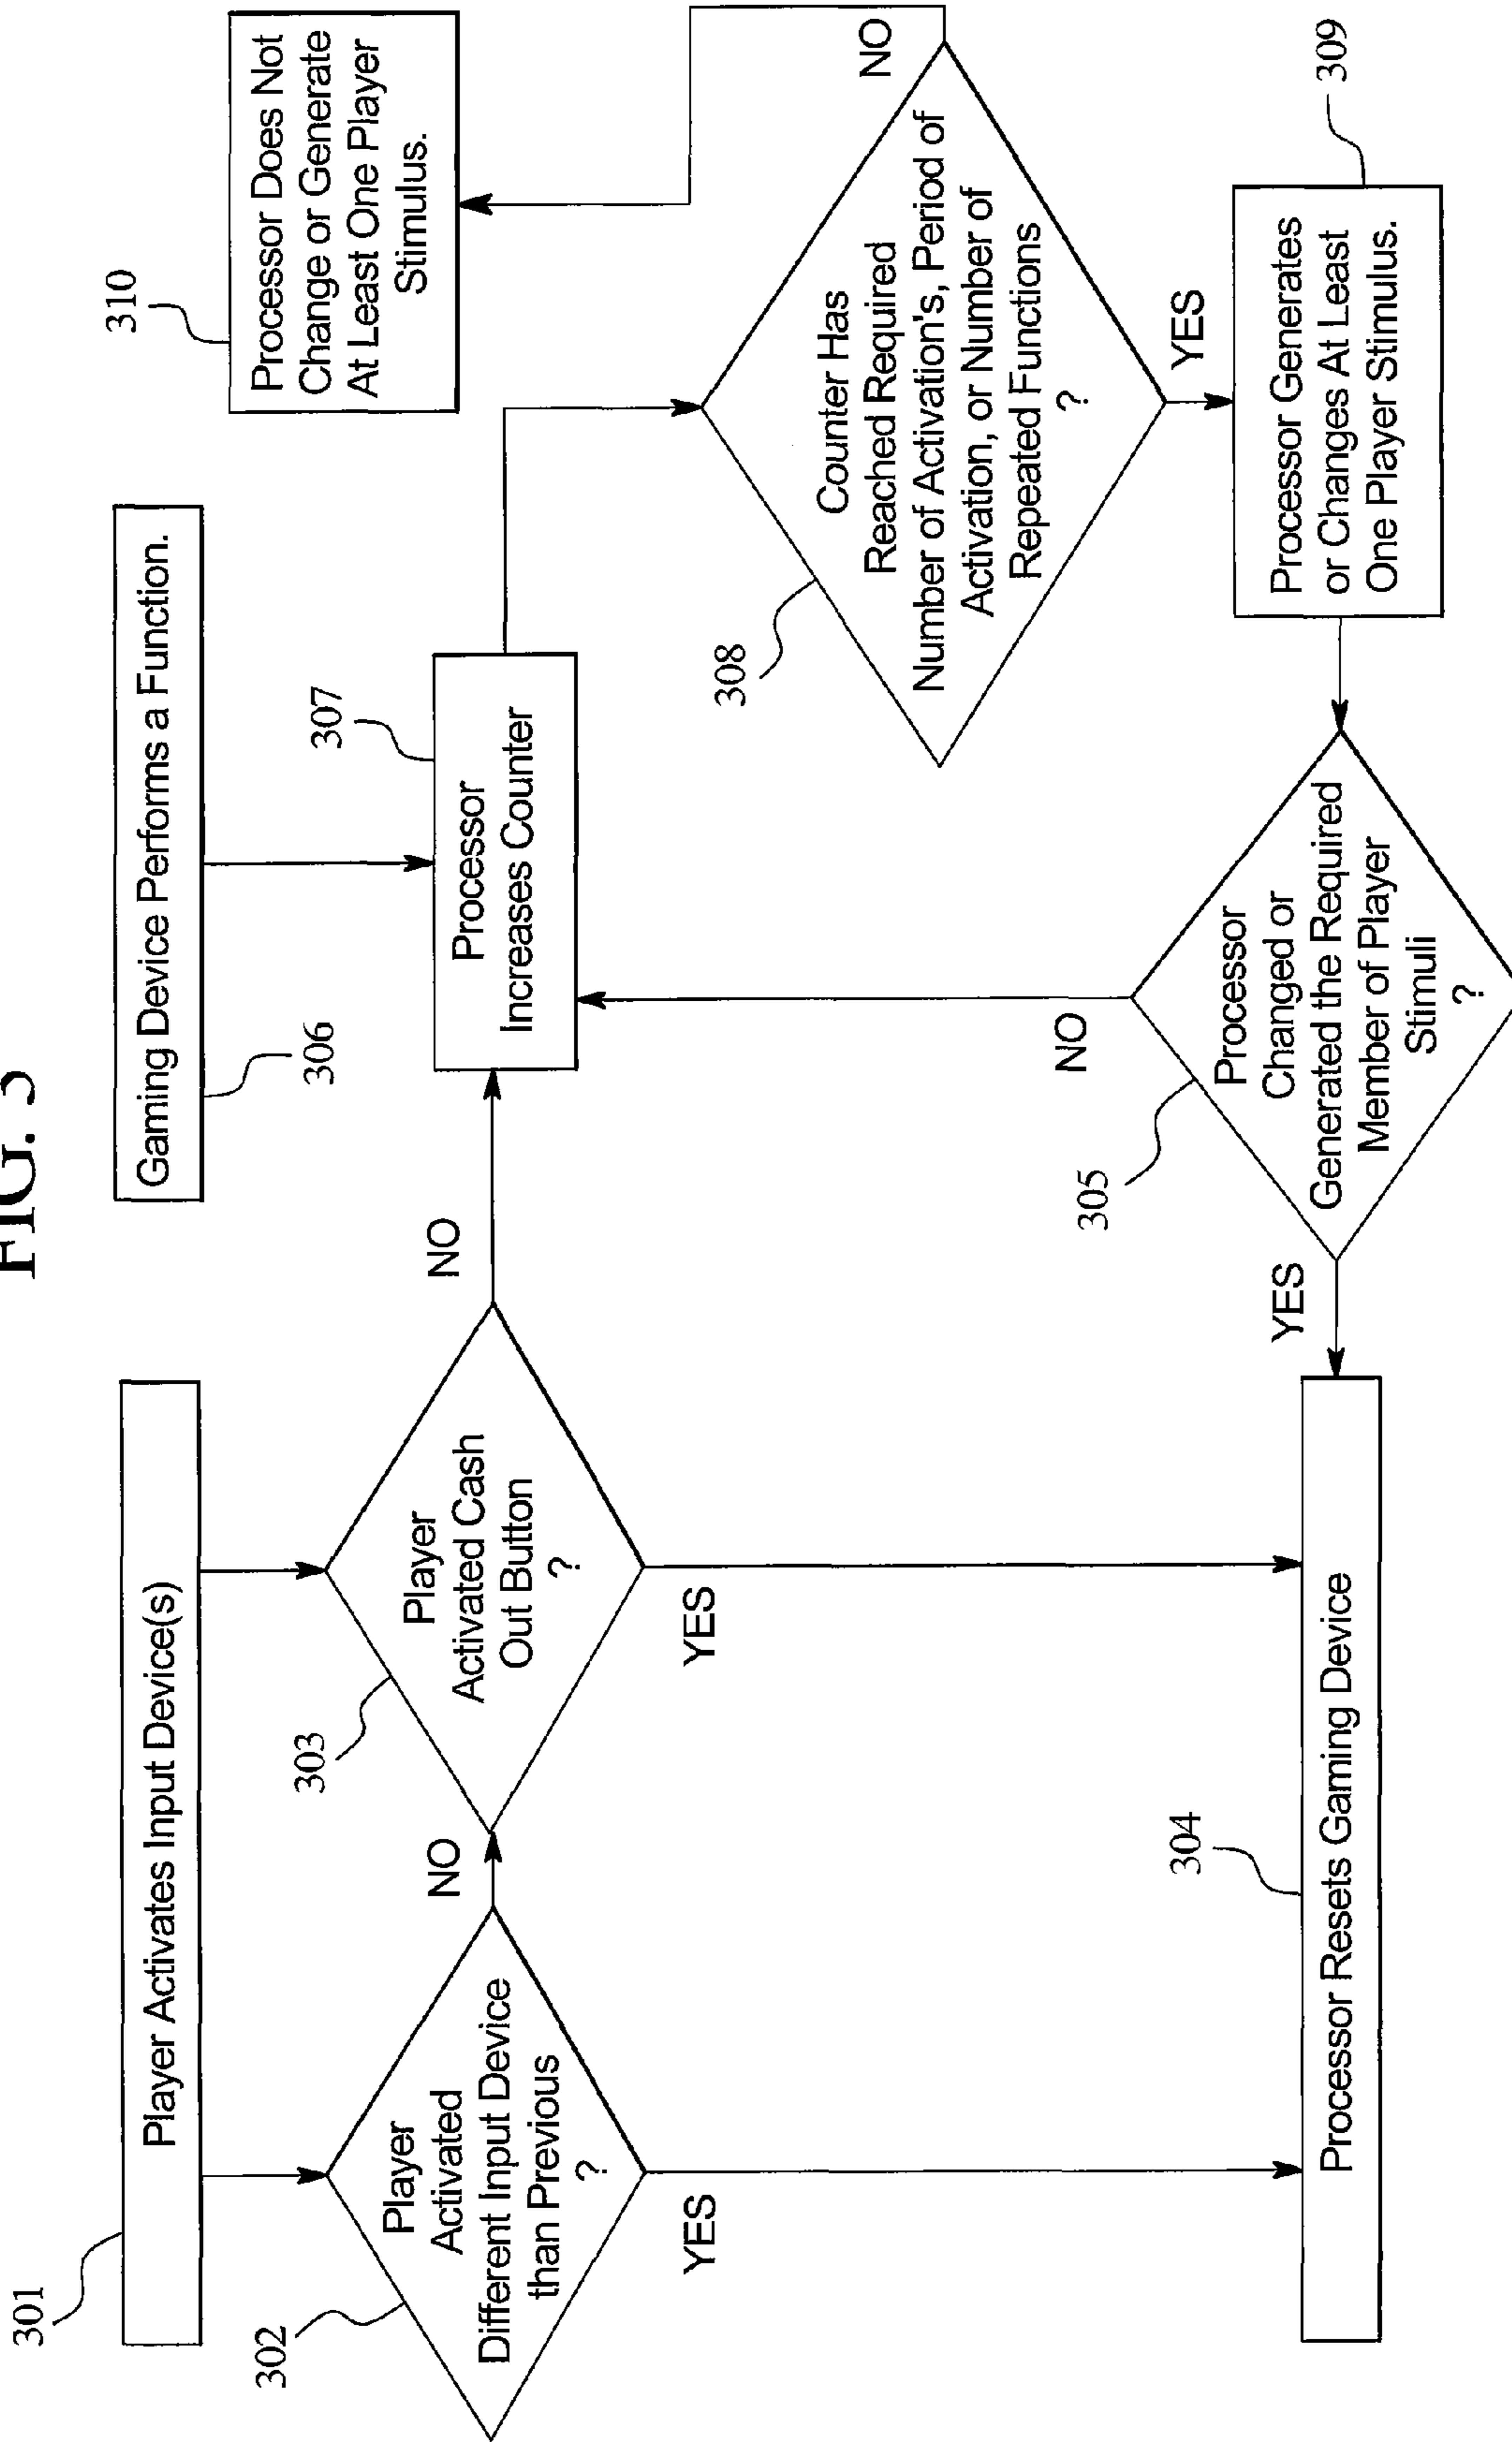 FIG.
301
Player Activates Input Device(s)
302
Player
Activated
Different Input Device
than Previous
?
NO
YES
303
Player
Activated Cash
Out Button
?
NO
YES
304
Processor Resets Gaming Device
306
Gaming Device Performs a Function.
307
Processor
Increases Counter
310
Processor Does Not
Change or Generate
At Least One Player
Stimulus.
308
Counter Has
Reached Required
Number of Activation's, Period of
Activation, or Number of
Repeated Functions
?
NO
YES
309
Processor Generates
or Changes At Least
One Player Stimulus.
305
Processor
Changed or
Generated the Required
Member of Player
Stimuli
?
NO
YES